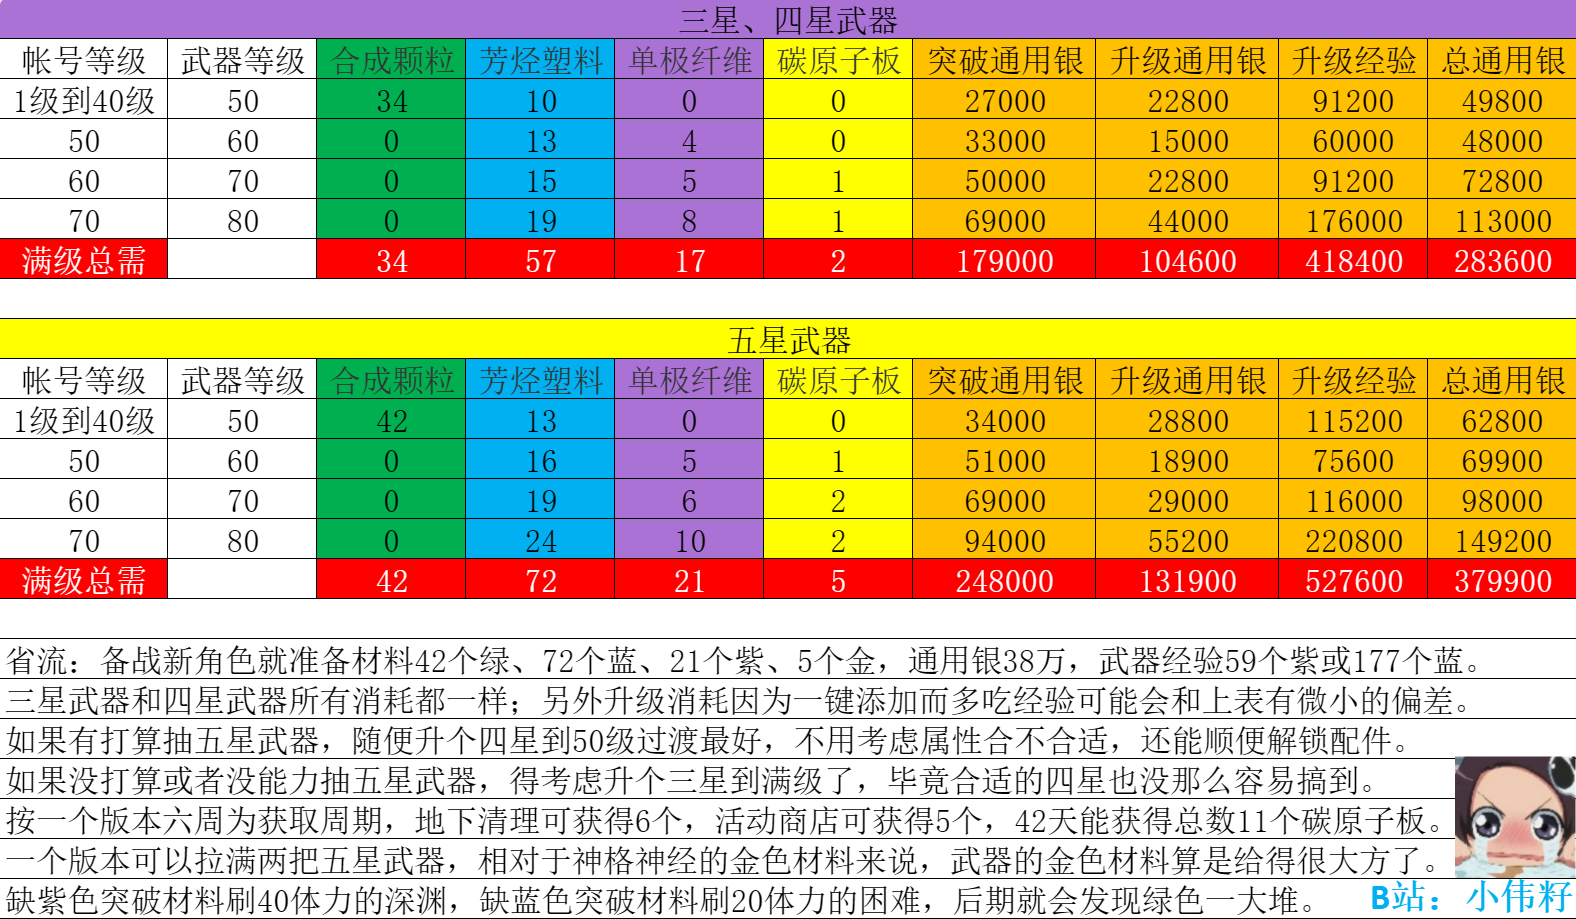 三星、四星武器
帐号等级 武器等级 合成颗粒 芳烃塑料 单极纤维 碳原子板 突破通用银 升级通用银 升级经验 总通用银
1级到40级 50 34 10 0 0 27000 22800 91200 49800
50 60 0 13 4 0 33000 15000 60000 48000
60 70 0 15 5 1 50000 22800 91200 72800
70 80 0 19 8 1 69000 44000 176000 113000
满级总需 34 57 17 2 179000 104600 418400 283600
五星武器
帐号等级 武器等级 合成颗粒 芳烃塑料 单极纤维 碳原子板 突破通用银 升级通用银 升级经验 总通用银
1级到40级 50 42 13 0 0 34000 28800 115200 62800
50 60 0 16 5 1 51000 18900 75600 69900
60 70 0 19 6 2 69000 29000 116000 98000
70 80 0 24 10 2 94000 55200 220800 149200
满级总需 42 72 21 5 248000 131900 527600 379900
省流：备战新角色就准备材料42个绿、72个蓝、21个紫、5个金，通用银38万，武器经验59个紫或177个蓝。
三星武器和四星武器所有消耗都一样；另外升级消耗因为一键添加而多吃经验可能会和上表有微小的偏差。
如果有打算抽五星武器，随便升个四星到50级过渡最好，不用考虑属性合不合适，还能顺便解锁配件。
如果没打算或者没能力抽五星武器，得考虑升个三星到满级了，毕竟合适的四星也没那么容易搞到。
按一个版本六周为获取周期，地下清理可获得6个，活动商店可获得5个，42天能获得总数11个碳原子板。
一个版本可以拉满两把五星武器，相对于神格神经的金色材料来说，武器的金色材料算是给得很大方了。
缺紫色突破材料刷40体力的深渊，缺蓝色突破材料刷20体力的困难，后期就会发现绿色一大堆。
B站：小伟籽